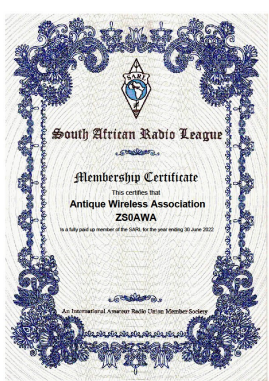 SARL
South African Radio League
Membership Certificate
This certifies that
Antique Wireless Association
ZS0AWA
Is a fully paid up member of the SARL for the year ending 30 June 2022
An International Amateur Radio Union Member Society